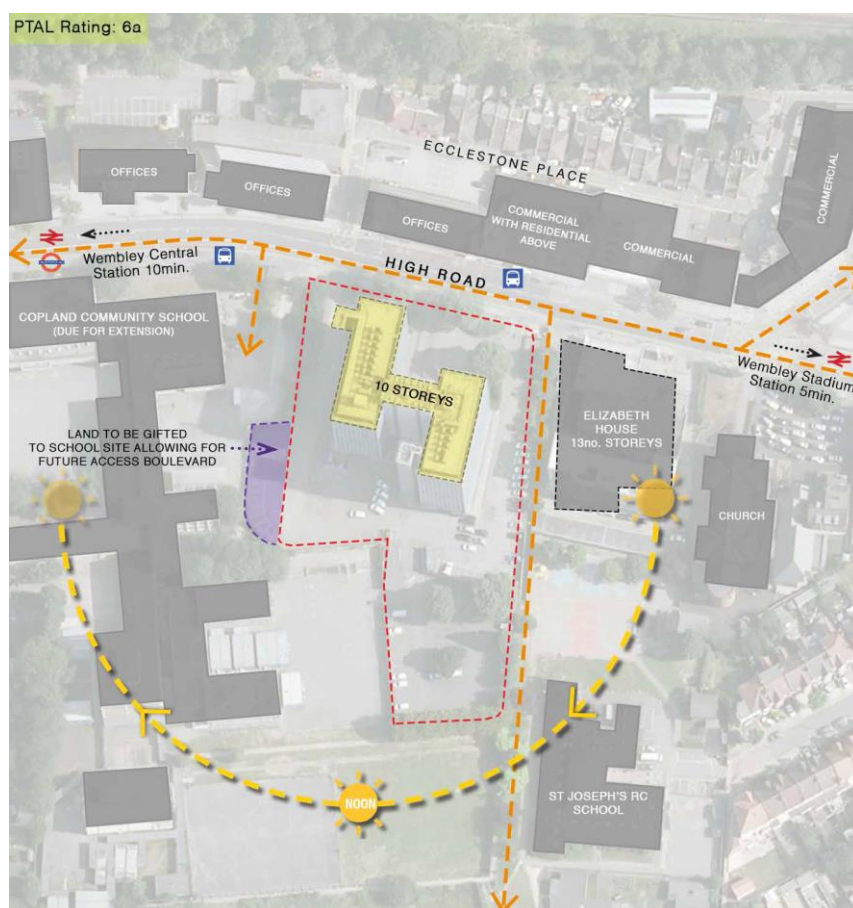 PTAL Rating: 6a
ECCLESTONE PLACE
OFFICES
OFFICES
OFFICES
COMMERCIAL
WITH RESIDENTIAL
ABOVE
COMMERCIAL
COMMERCIAL
Wembley Central
Station 10min.
HIGH ROAD
COPLAND COMMUNITY SCHOOL
(DUE FOR EXTENSION)
Wembley Stadium
Station 5min.
10 STOREYS
ELIZABETH
HOUSE
13no. STOREYS
LAND TO BE GIFTED
TO SCHOOL SITE ALLOWING FOR
FUTURE ACCESS BOULEVARD
CHURCH
NOON
ST JOSEPH'S RC
SCHOOL